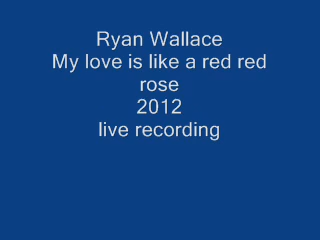 Ryan Wallace
My love is like a red red
rose
2012
live recording